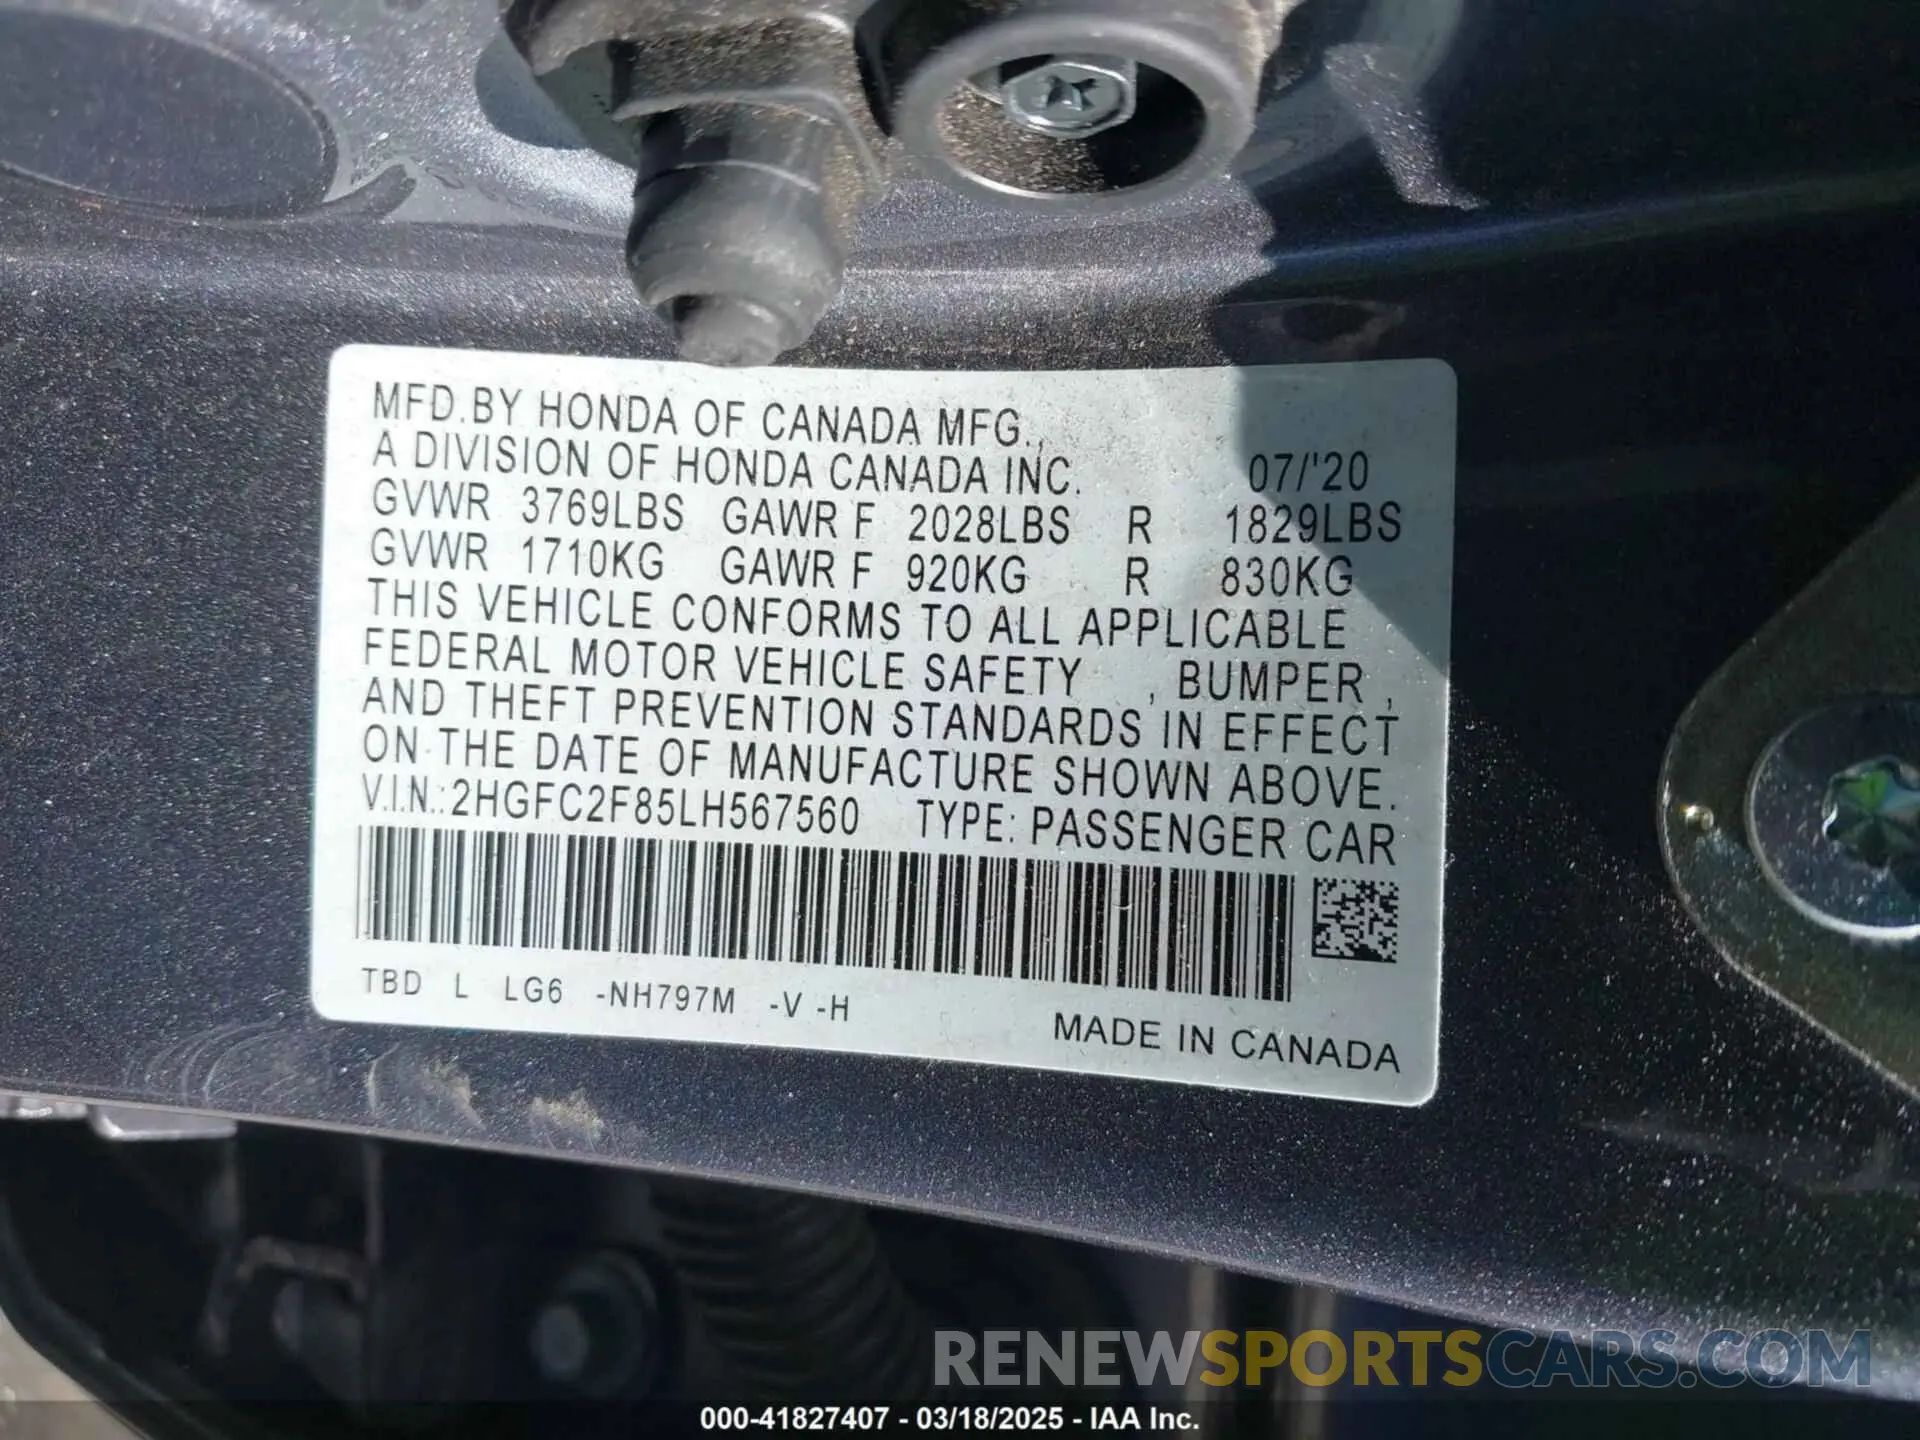 MFD.BY HONDA OF CANADA MFG.,
A DIVISION OF HONDA CANADA INC. 07/'20
GVWR 3769LBS GAWR F 2028LBS R 1829LBS
GVWR 1710KG GAWR F 920KG R 830KG
THIS VEHICLE CONFORMS TO ALL APPLICABLE
FEDERAL MOTOR VEHICLE SAFETY , BUMPER ,
AND THEFT PREVENTION STANDARDS IN EFFECT
ON THE DATE OF MANUFACTURE SHOWN ABOVE.
V.I.N.:2HGFC2F85LH567560 TYPE: PASSENGER CAR
TBD L LG6 -NH797M -V -H
MADE IN CANADA
RENEWSPORTSCARS.COM
000-41827407 - 03/18/2025 - IAA Inc.